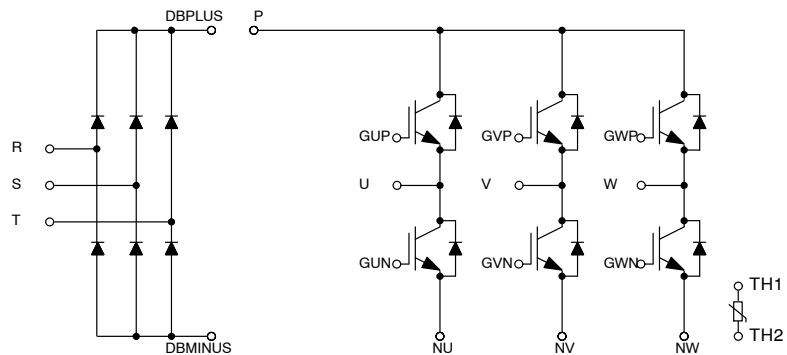 DBPLUS P
GUP GVP GWP
R
S U V W
T
GUN GVN GWN
TH1
TH2
DBMINUS NU NV NW